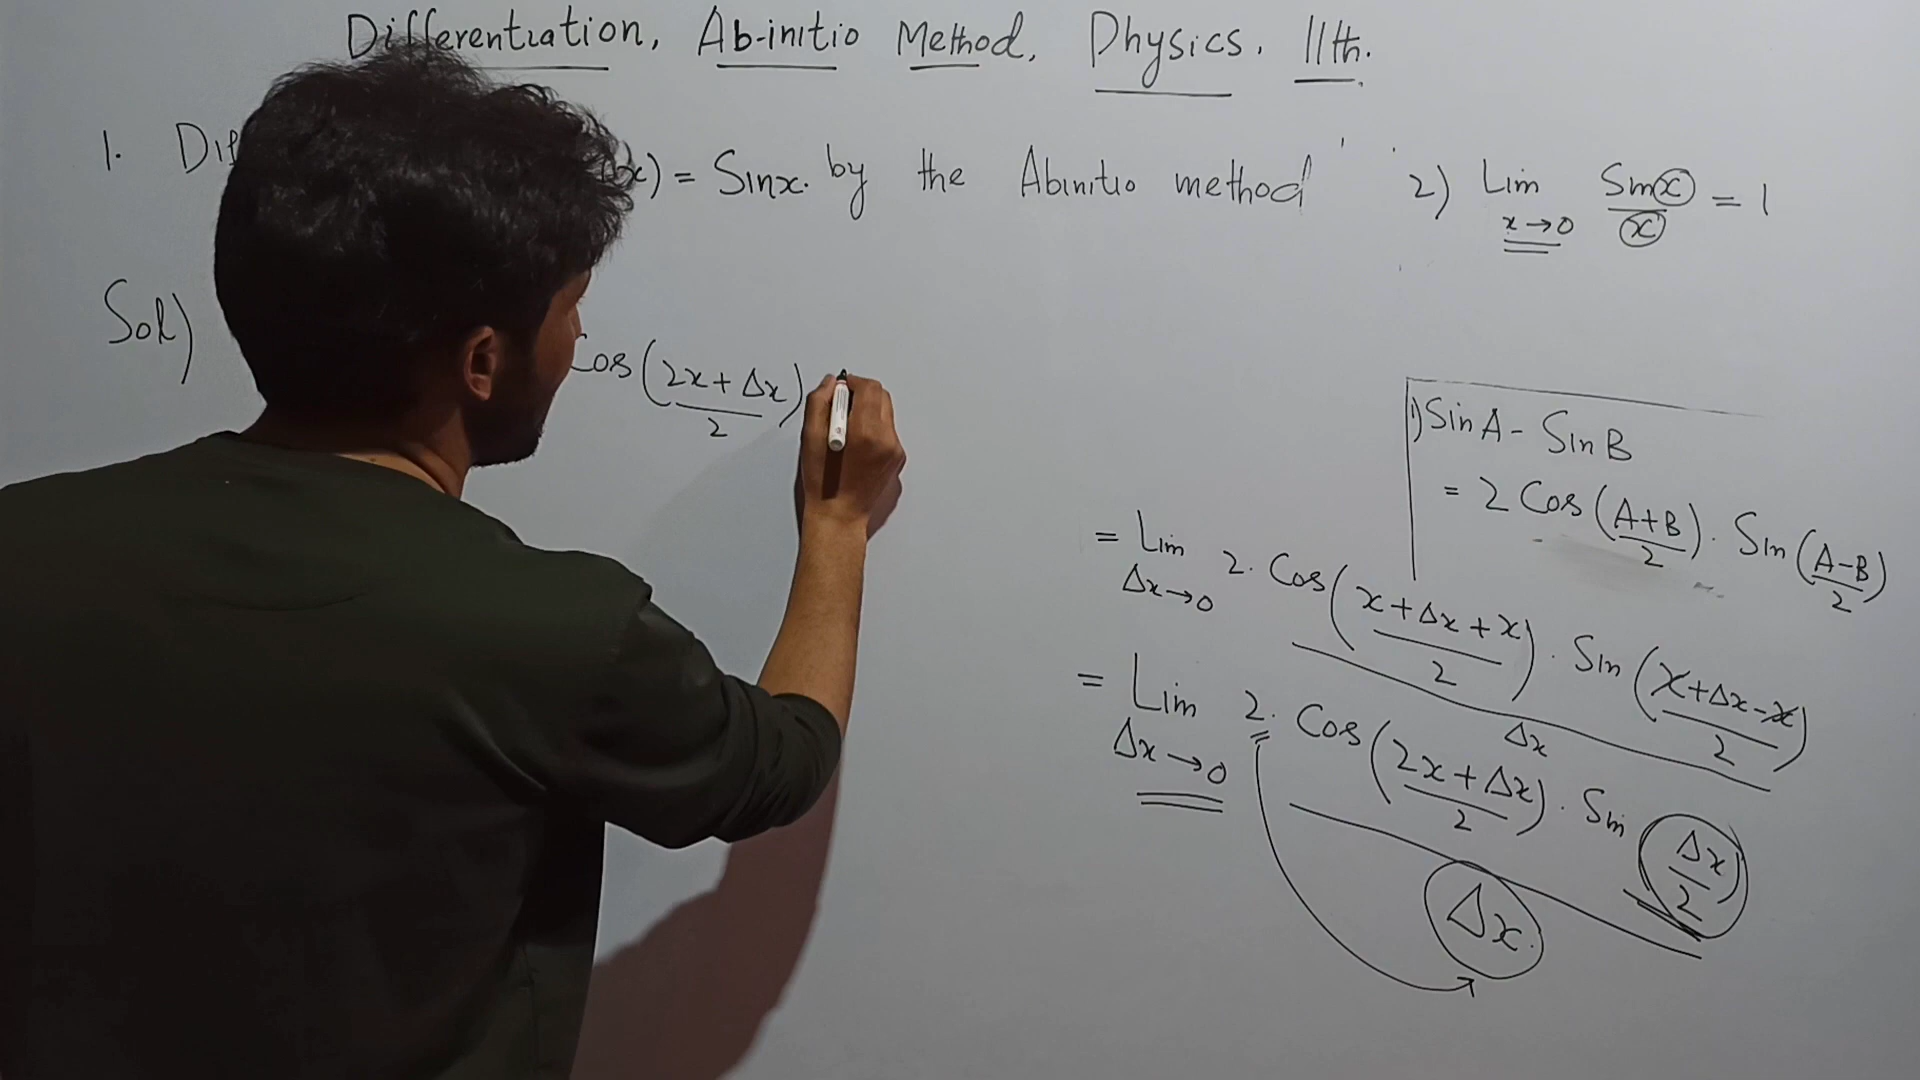 Differentiation, Ab-initio Method, Physics. 11th.
1. f(x) = Sinx. by the Abinitio method
2) Lim x→0 Sinx/x = 1
Sol) Cos(2x+Δx/2)
1) Sin A - Sin B
= 2 Cos(A+B/2) . Sin(A-B/2)
= Lim Δx→0 2. Cos(x+Δx+x/2) . Sin(x+Δx-x/2) / Δx
= Lim Δx→0 2. Cos(2x+Δx/2) . Sin(Δx/2) / Δx.